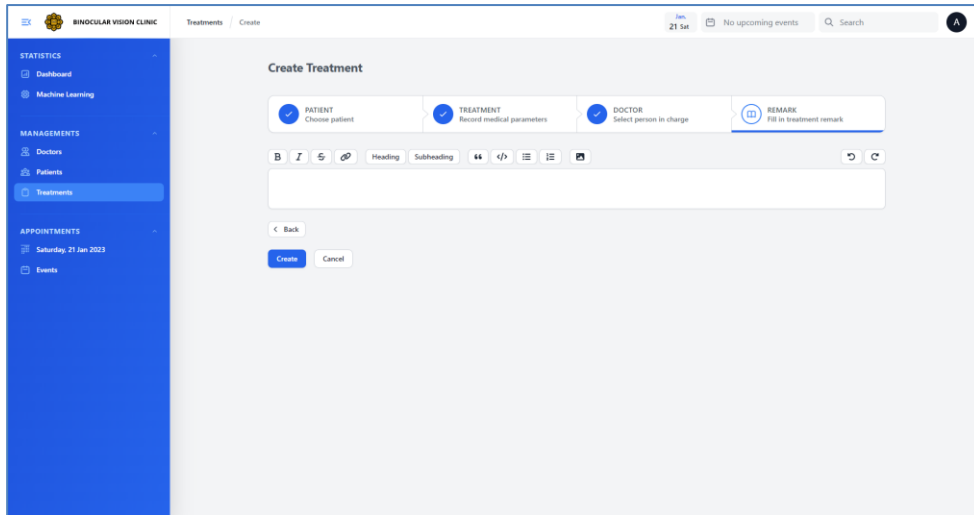 BINOCULAR VISION CLINIC
Treatments / Create
Jan.
21 Sat
No upcoming events
Search
A
STATISTICS
Dashboard
Machine Learning
MANAGEMENTS
Doctors
Patients
Treatments
APPOINTMENTS
Saturday, 21 Jan 2023
Events
Create Treatment
PATIENT
Choose patient
TREATMENT
Record medical parameters
DOCTOR
Select person in charge
REMARK
Fill in treatment remark
B I S Heading Subheading
Back
Create Cancel